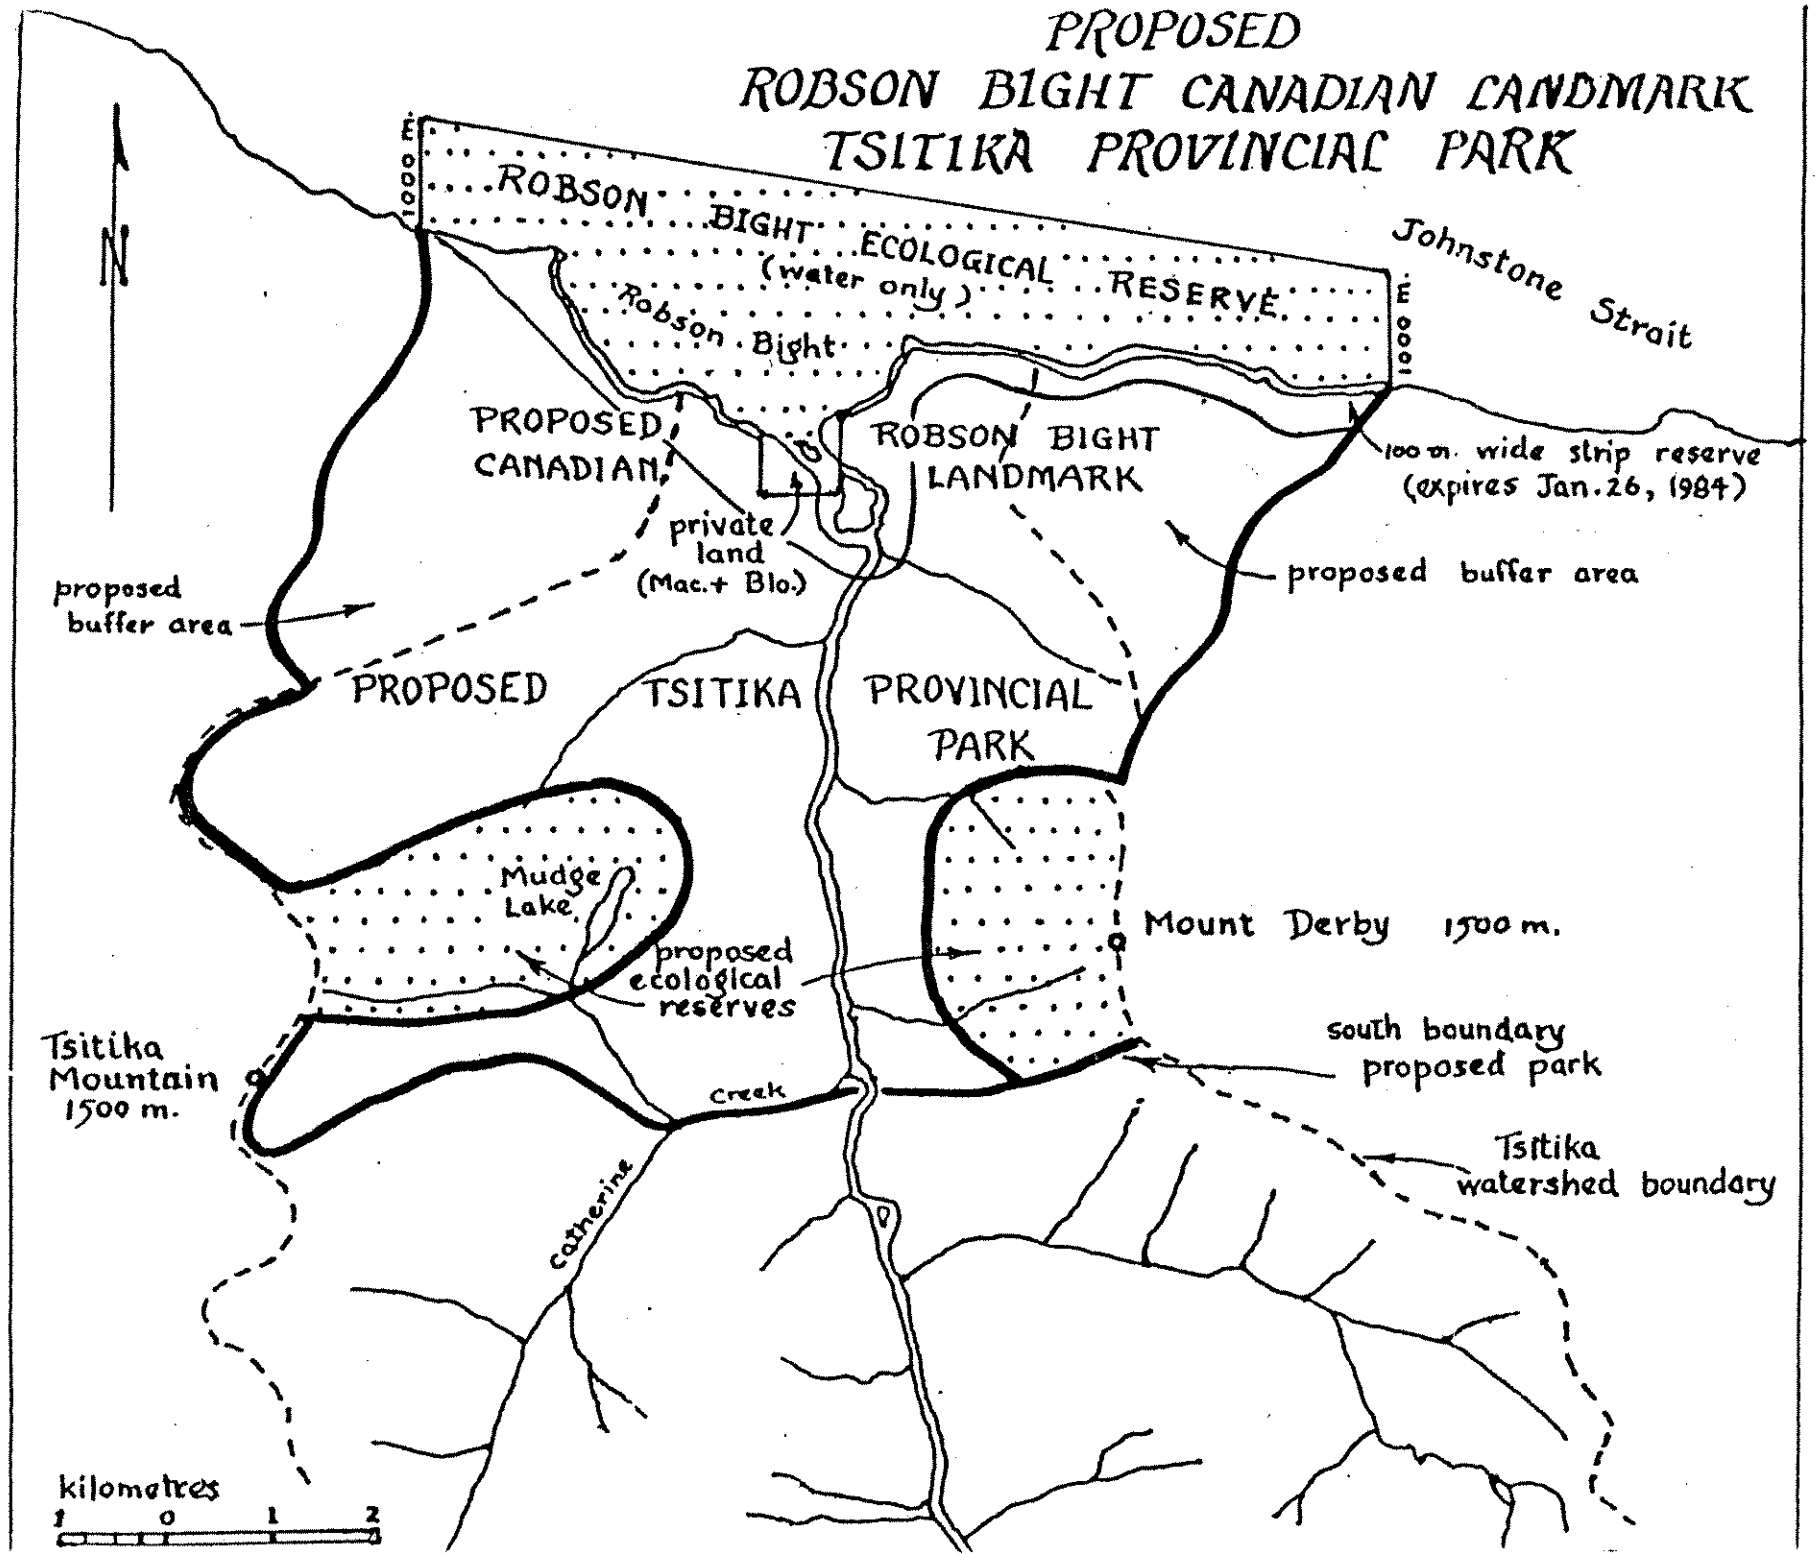 PROPOSED
ROBSON BIGHT CANADIAN LANDMARK
TSITIKA PROVINCIAL PARK
N
1000 m.
ROBSON BIGHT ECOLOGICAL RESERVE
(water only)
Robson Bight
1000 m.
Johnstone Strait
PROPOSED
CANADIAN
ROBSON BIGHT
LANDMARK
100 m. wide strip reserve
(expires Jan. 26, 1984)
private
land
(Mac. + Blo.)
proposed buffer area
proposed
buffer area
PROPOSED TSITIKA PROVINCIAL
PARK
Mudge
Lake
proposed
ecological
reserves
Mount Derby 1500 m.
Tsitika
Mountain
1500 m.
south boundary
proposed park
Creek
Catherine
Tsitika
watershed boundary
kilometres
1 0 1 2